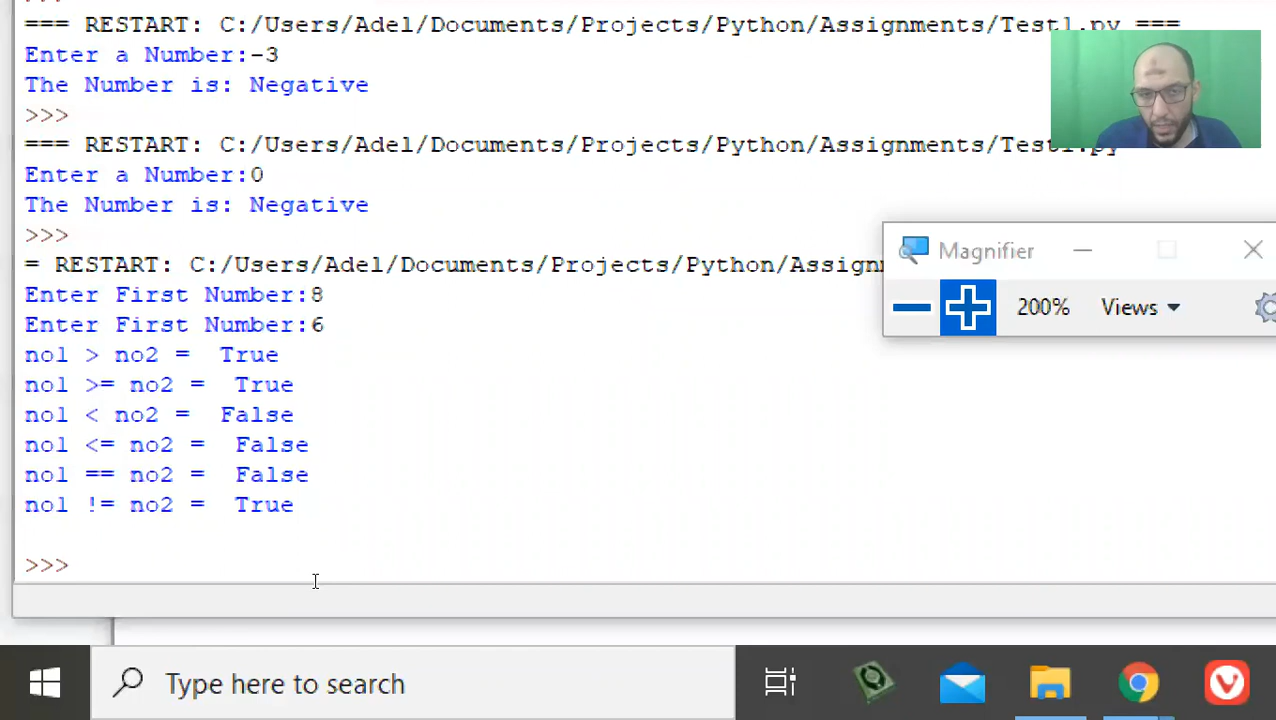 >>>
=== RESTART: C:/Users/Adel/Documents/Projects/Python/Assignments/Test1.py ===
Enter a Number:-3
The Number is: Negative
>>>
=== RESTART: C:/Users/Adel/Documents/Projects/Python/Assignments/Test1.py
Enter a Number:0
The Number is: Negative
>>>
= RESTART: C:/Users/Adel/Documents/Projects/Python/Assignm
Enter First Number:8
Enter First Number:6
no1 > no2 =  True
no1 >= no2 =  True
no1 < no2 =  False
no1 <= no2 =  False
no1 == no2 =  False
no1 != no2 =  True
>>>
Magnifier
200% Views
Type here to search